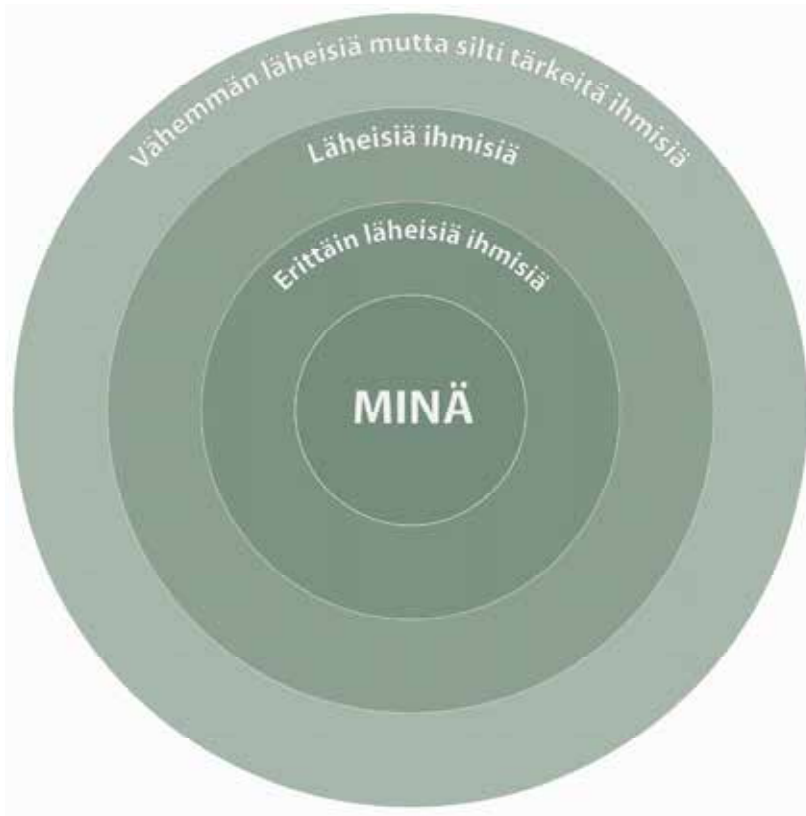 Vähemmän läheisiä mutta silti tärkeitä ihmisiä
Läheisiä ihmisiä
Erittäin läheisiä ihmisiä
MINÄ